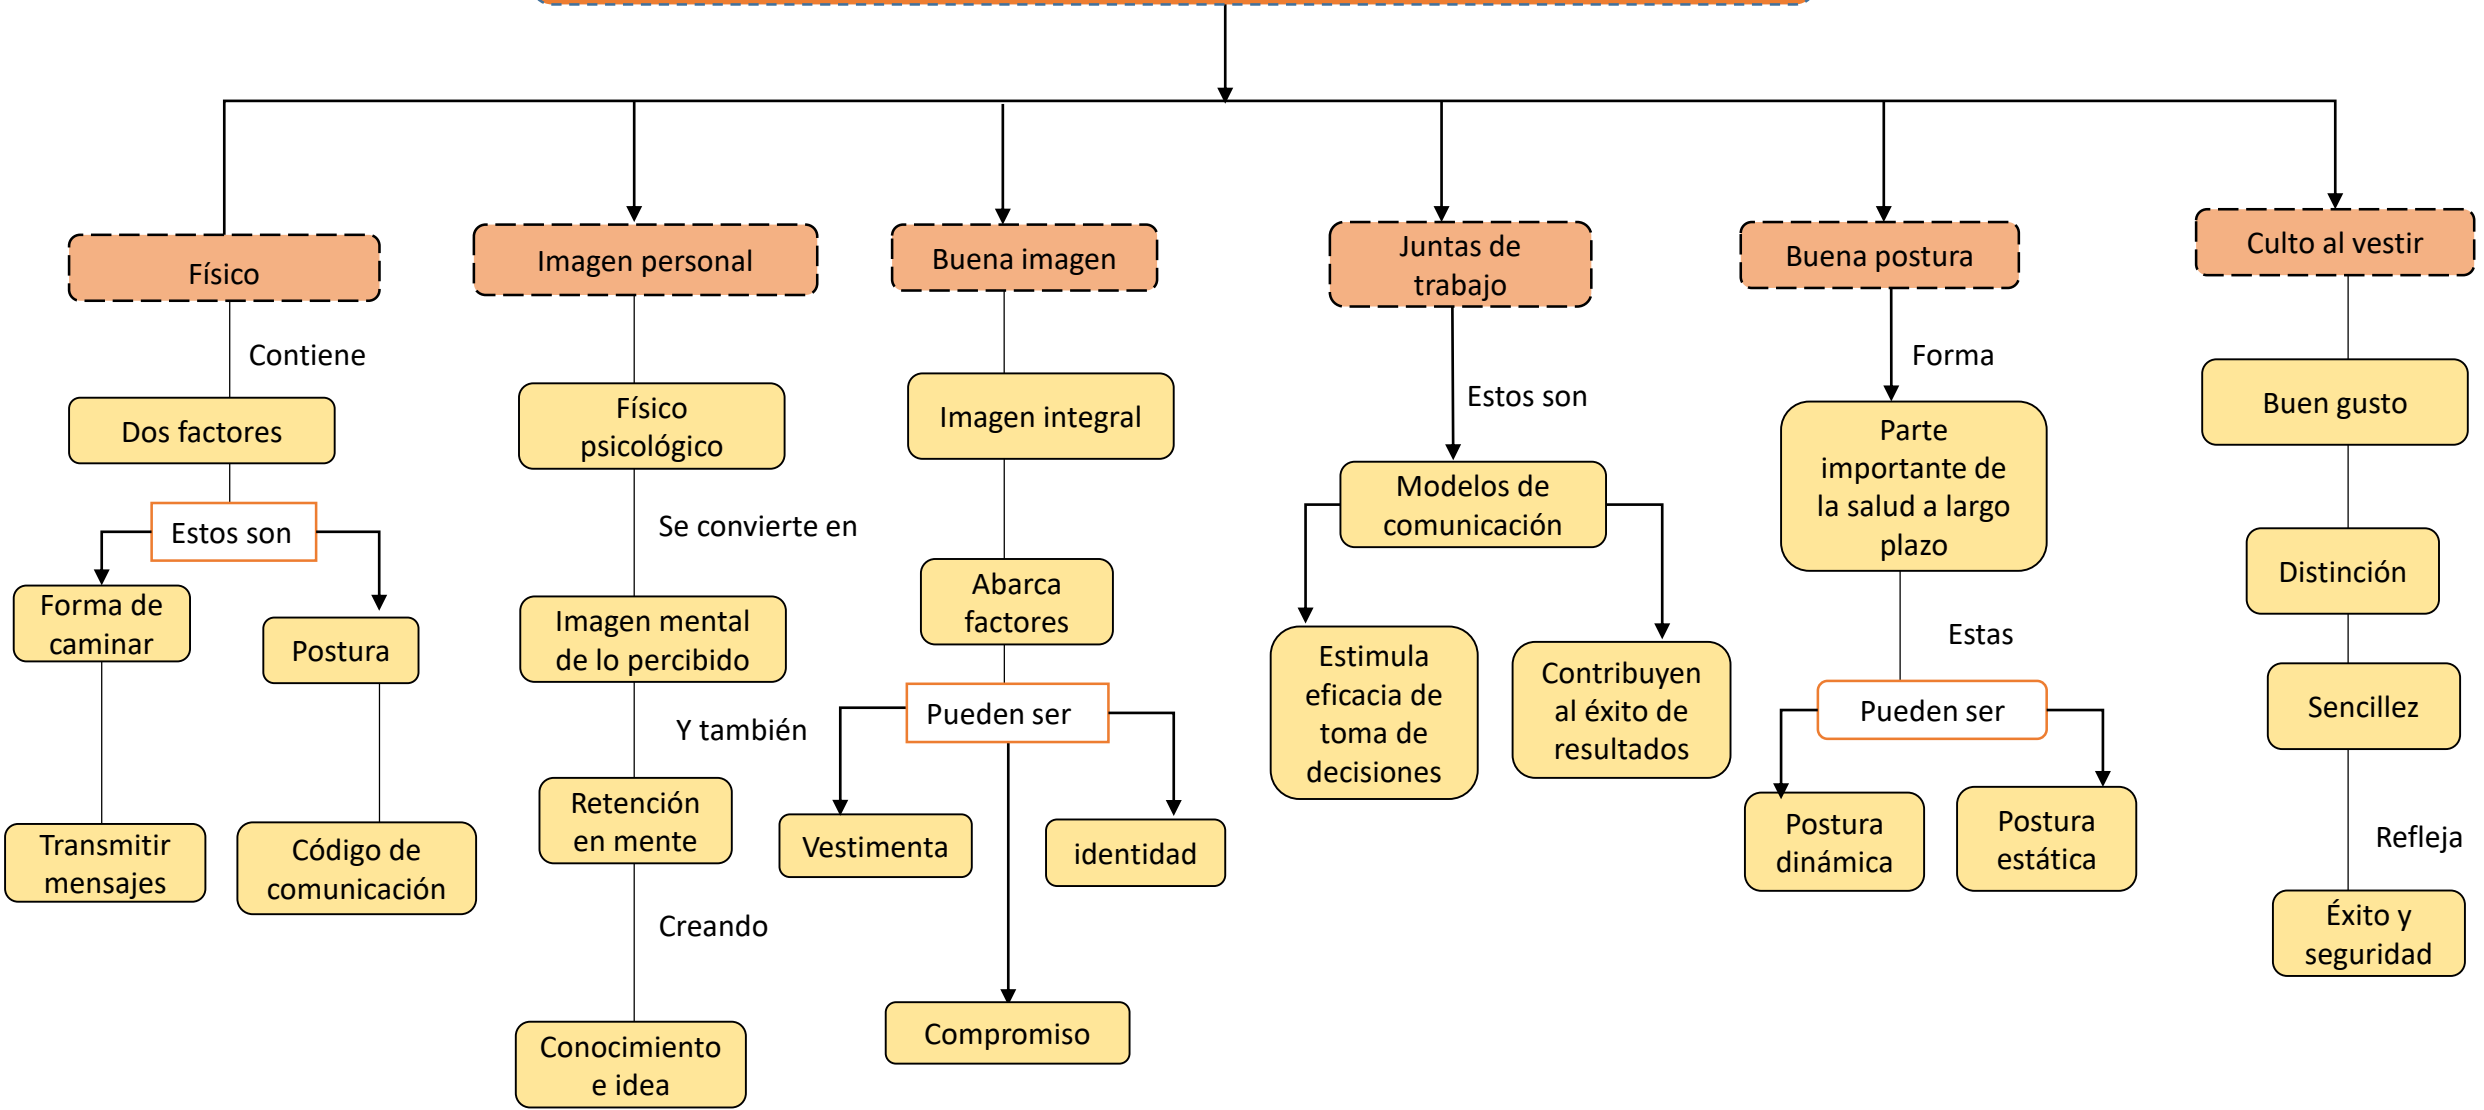 Físico
Contiene
Dos factores
Estos son
Forma de
caminar
Postura
Transmitir
mensajes
Código de
comunicación
Imagen personal
Físico
psicológico
Se convierte en
Imagen mental
de lo percibido
Y también
Retención
en mente
Creando
Conocimiento
e idea
Buena imagen
Imagen integral
Abarca
factores
Pueden ser
Vestimenta
identidad
Compromiso
Juntas de
trabajo
Estos son
Modelos de
comunicación
Estimula
eficacia de
toma de
decisiones
Contribuyen
al éxito de
resultados
Buena postura
Forma
Parte
importante de
la salud a largo
plazo
Estas
Pueden ser
Postura
dinámica
Postura
estática
Culto al vestir
Buen gusto
Distinción
Sencillez
Refleja
Éxito y
seguridad